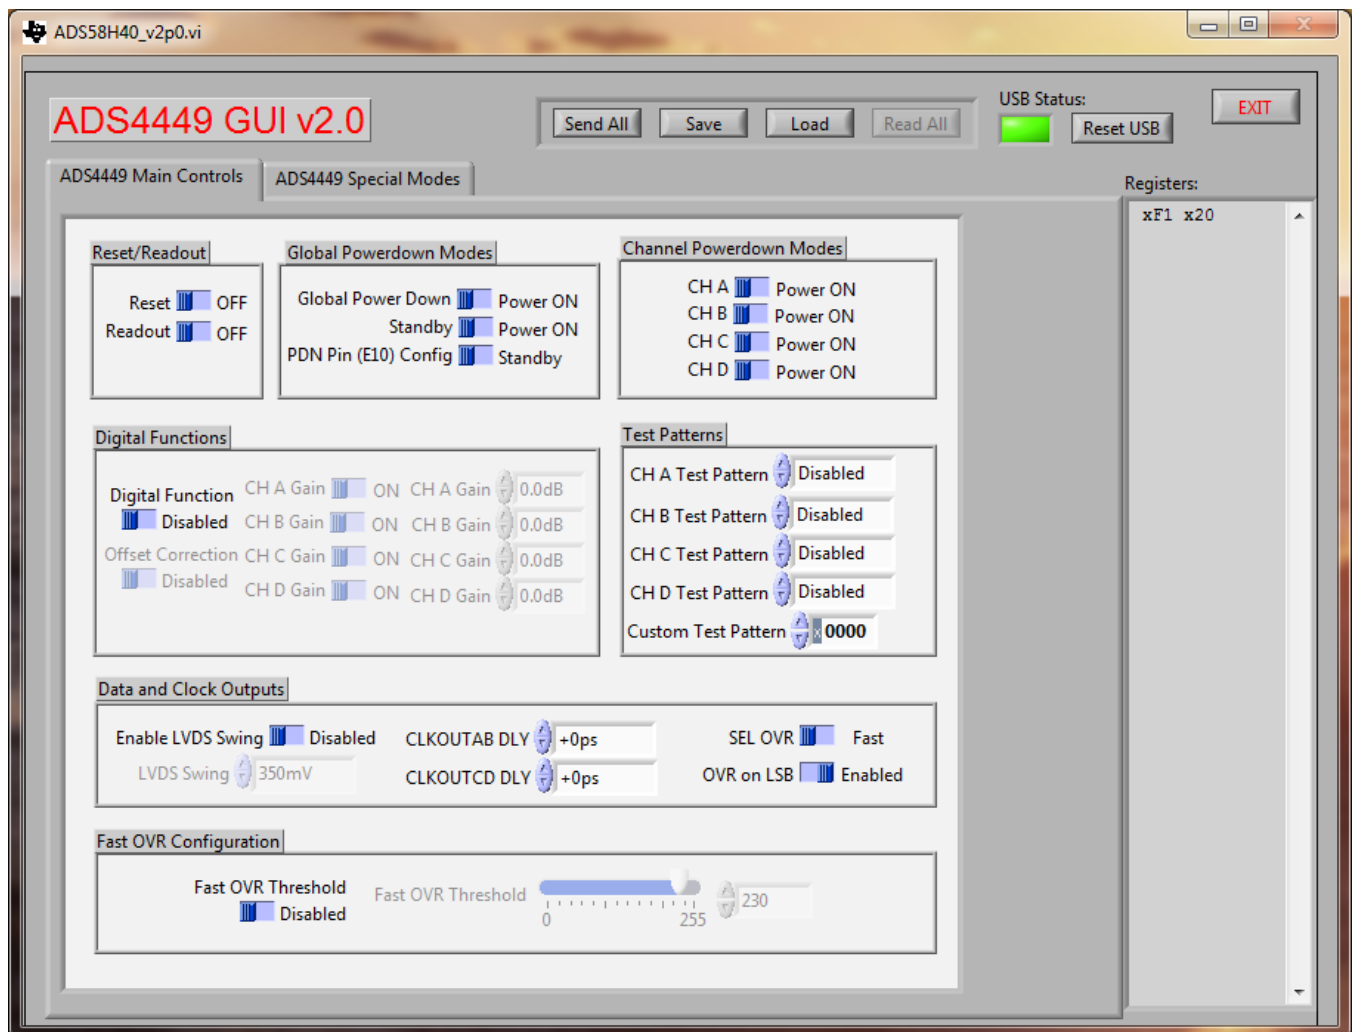 ADS58H40_v2p0.vi
ADS4449 GUI v2.0
Send All Save Load Read All
USB Status:
Reset USB
EXIT
ADS4449 Main Controls ADS4449 Special Modes
Registers:
xF1 x20
Reset/Readout
Reset OFF
Readout OFF
Global Powerdown Modes
Global Power Down Power ON
Standby Power ON
PDN Pin (E10) Config Standby
Channel Powerdown Modes
CH A Power ON
CH B Power ON
CH C Power ON
CH D Power ON
Digital Functions
Digital Function
Disabled
Offset Correction
Disabled
CH A Gain ON CH A Gain 0.0dB
CH B Gain ON CH B Gain 0.0dB
CH C Gain ON CH C Gain 0.0dB
CH D Gain ON CH D Gain 0.0dB
Test Patterns
CH A Test Pattern Disabled
CH B Test Pattern Disabled
CH C Test Pattern Disabled
CH D Test Pattern Disabled
Custom Test Pattern x 0000
Data and Clock Outputs
Enable LVDS Swing Disabled CLKOUTAB DLY +0ps SEL OVR Fast
LVDS Swing 350mV CLKOUTCD DLY +0ps OVR on LSB Enabled
Fast OVR Configuration
Fast OVR Threshold
Disabled
Fast OVR Threshold
0 255
230